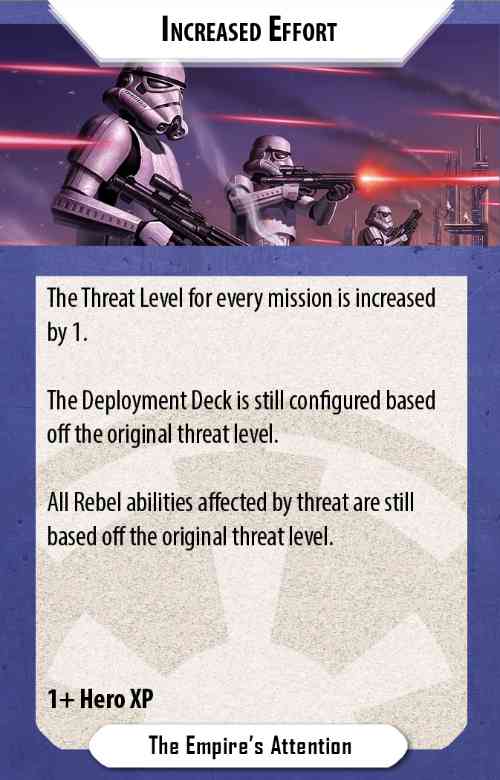 Increased Effort
The Threat Level for every mission is increased
by 1.
The Deployment Deck is still configured based
off the original threat level.
All Rebel abilities affected by threat are still
based off the original threat level.
1+ Hero XP
The Empire's Attention